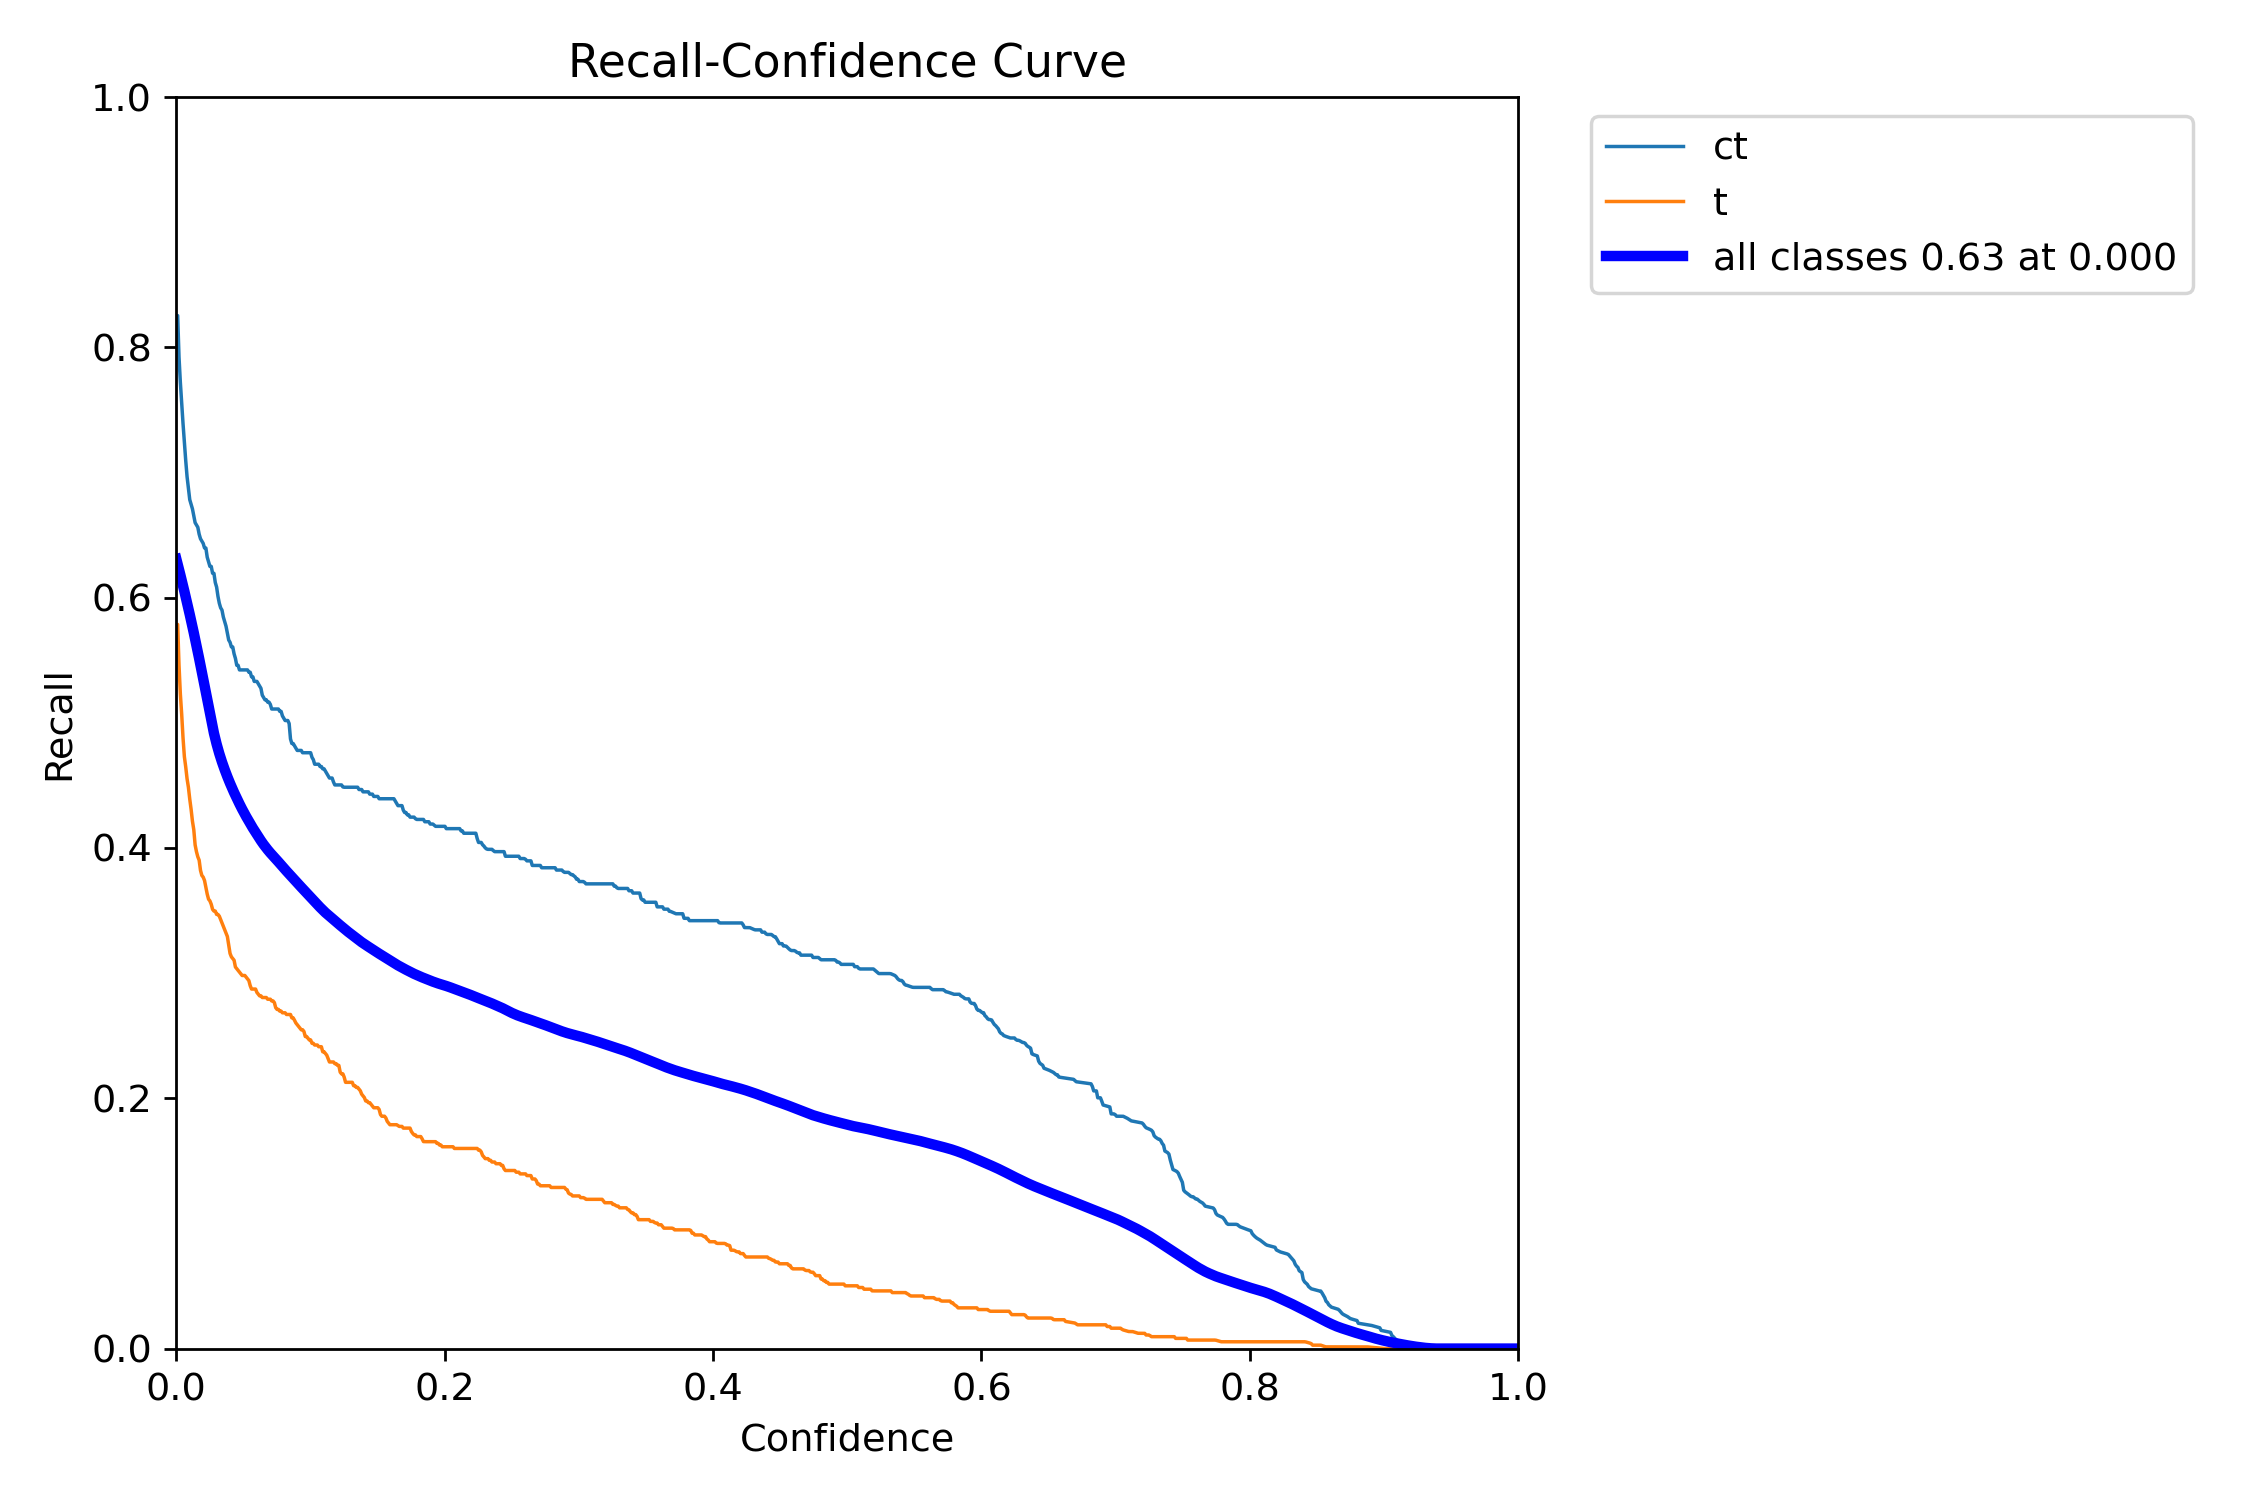 Recall-Confidence Curve
1.0
0.8
0.6
0.4
0.2
0.0
Recall
0.0 0.2 0.4 0.6 0.8 1.0
Confidence
ct
t
all classes 0.63 at 0.000